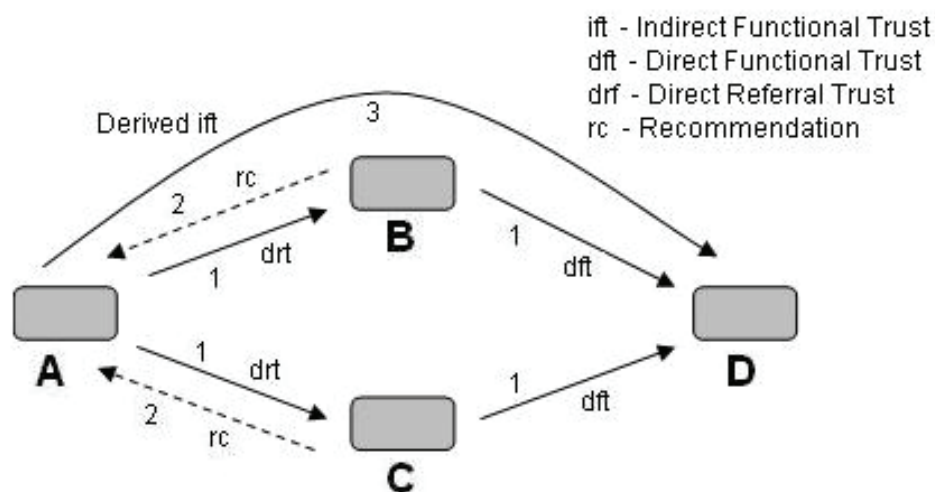 ift - Indirect Functional Trust
dft - Direct Functional Trust
drf - Direct Referral Trust
rc - Recommendation
Derived ift
3
rc
2
B
1
drt
1
dft
A
D
1
drt
1
dft
2
rc
C